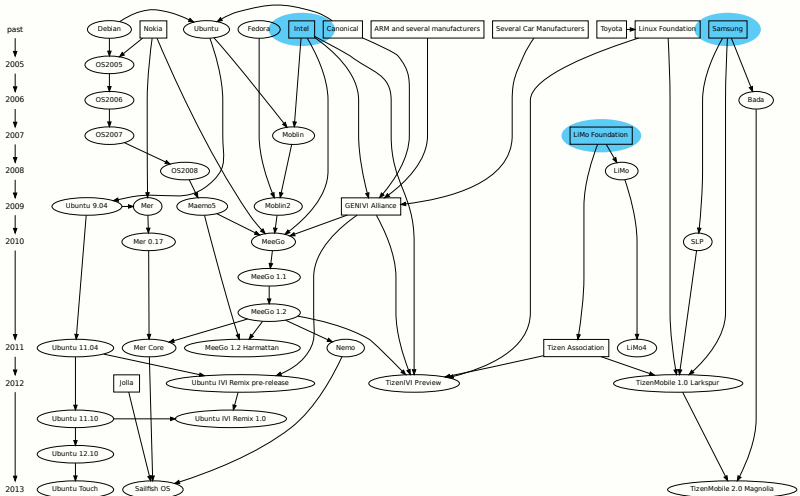 past
Debian
Nokia
Ubuntu
Fedora
Intel
Canonical
ARM and several manufacturers
Several Car Manufacturers
Toyota
Linux Foundation
Samsung
2005
OS2005
2006
OS2006
Bada
2007
OS2007
Moblin
LiMo Foundation
2008
OS2008
LiMo
2009
Ubuntu 9.04
Mer
Maemo5
Moblin2
GENIVI Alliance
2010
Mer 0.17
MeeGo
SLP
MeeGo 1.1
MeeGo 1.2
2011
Ubuntu 11.04
Mer Core
MeeGo 1.2 Harmattan
Nemo
Tizen Association
LiMo4
2012
Jolla
Ubuntu IVI Remix pre-release
TizenIVI Preview
TizenMobile 1.0 Larkspur
Ubuntu 11.10
Ubuntu IVI Remix 1.0
Ubuntu 12.10
2013
Ubuntu Touch
Sailfish OS
TizenMobile 2.0 Magnolia